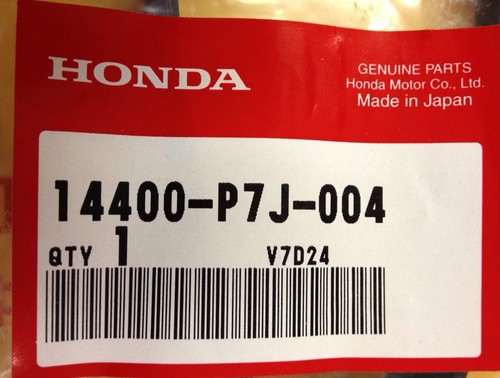 HONDA
GENUINE PARTS
Honda Motor Co., Ltd.
Made in Japan
14400-P7J-004
QTY 1 V7D24